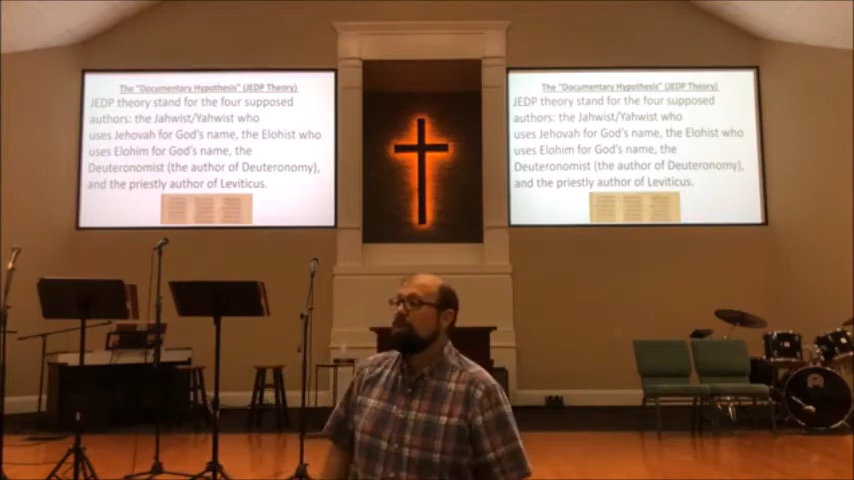 The "Documentary Hypothesis" (JEDP Theory)
JEDP theory stand for the four supposed
authors: the Jahwist/Yahwist who
uses Jehovah for God's name, the Elohist who
uses Elohim for God's name, the
Deuteronomist (the author of Deuteronomy),
and the priestly author of Leviticus.
The "Documentary Hypothesis" (JEDP Theory)
JEDP theory stand for the four supposed
authors: the Jahwist/Yahwist who
uses Jehovah for God's name, the Elohist who
uses Elohim for God's name, the
Deuteronomist (the author of Deuteronomy),
and the priestly author of Leviticus.